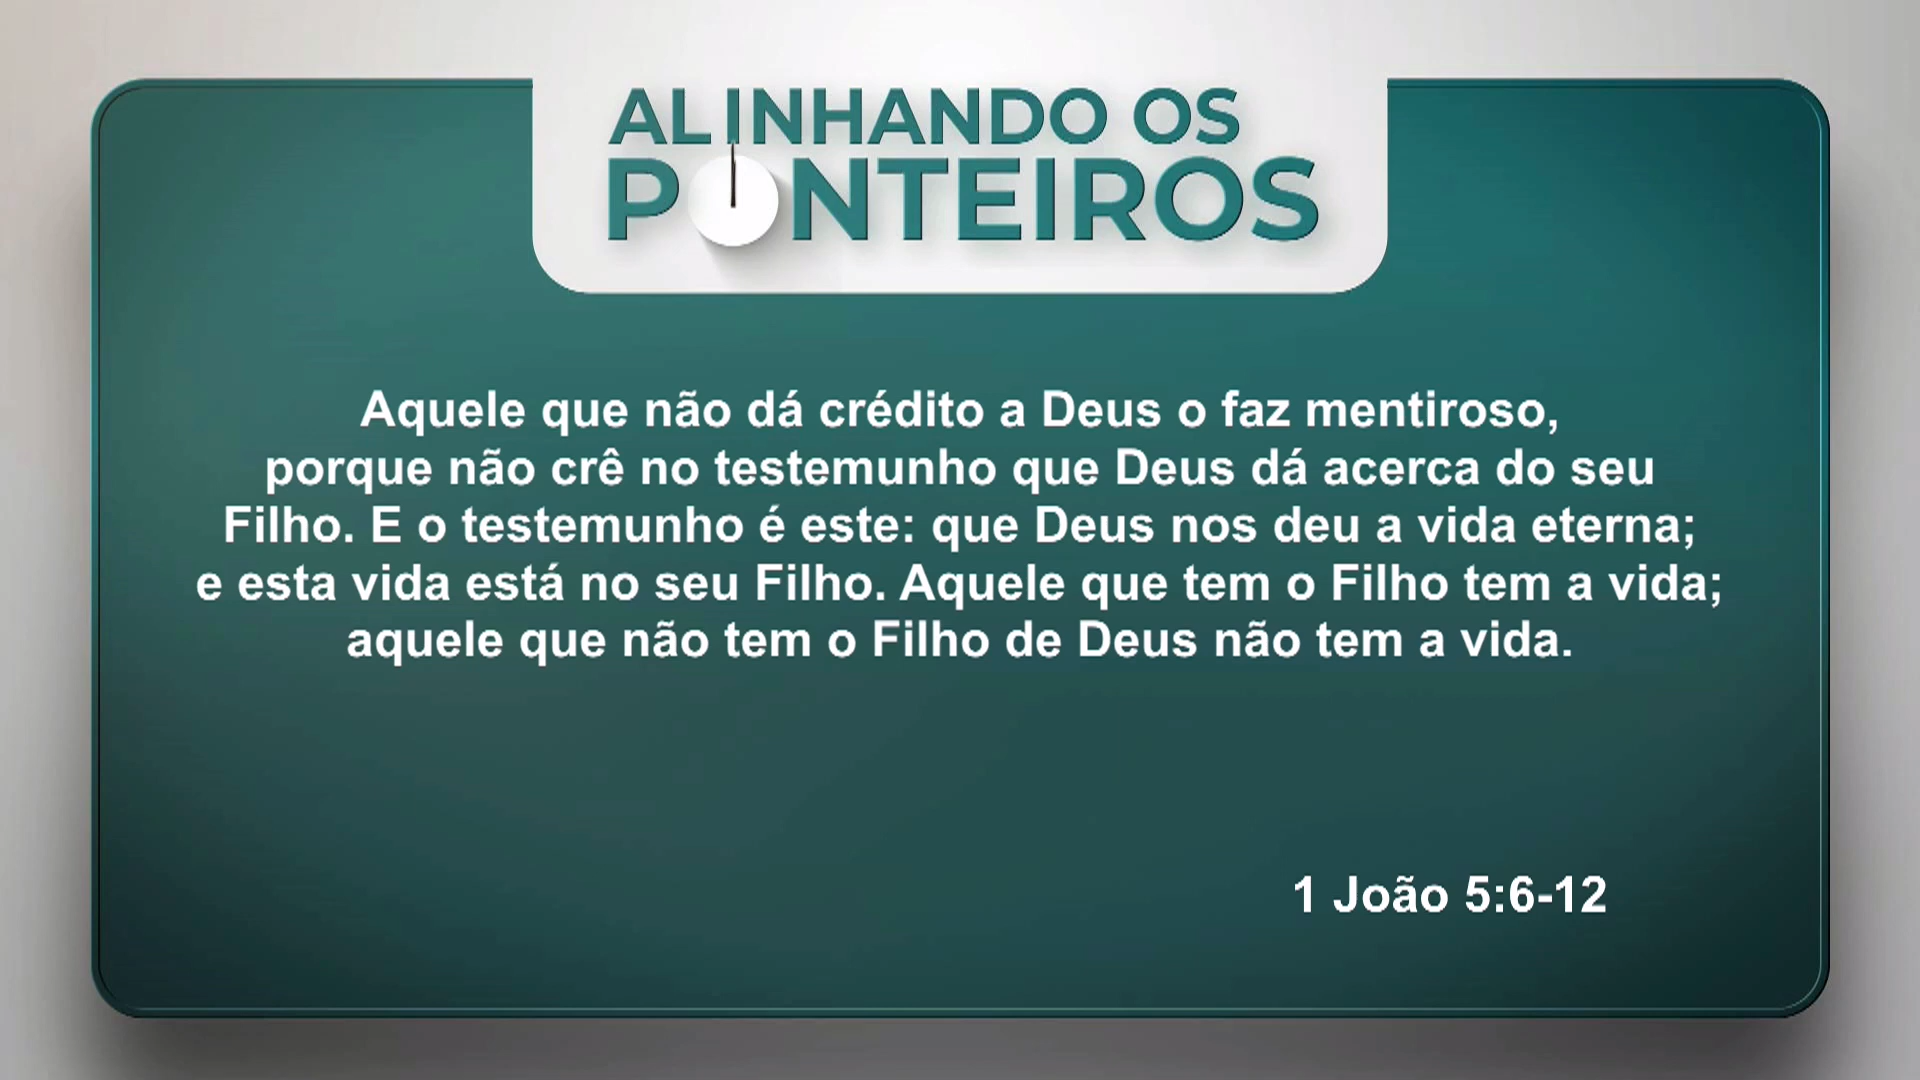 ALINHANDO OS
PONTEIROS
Aquele que não dá crédito a Deus o faz mentiroso,
porque não crê no testemunho que Deus dá acerca do seu
Filho. E o testemunho é este: que Deus nos deu a vida eterna;
e esta vida está no seu Filho. Aquele que tem o Filho tem a vida;
aquele que não tem o Filho de Deus não tem a vida.
1 João 5:6-12